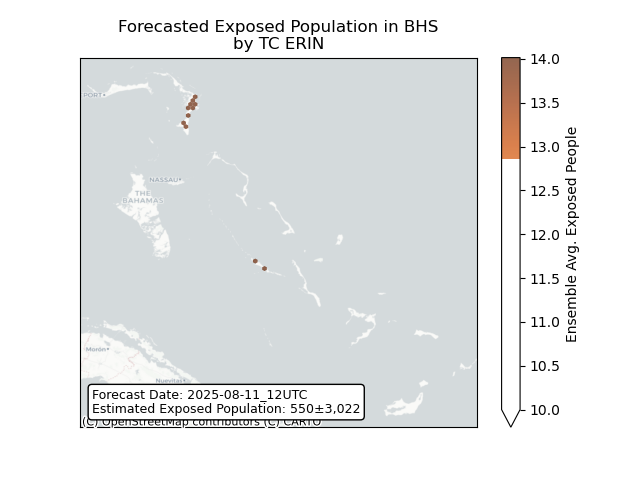 Forecasted Exposed Population in BHS
by TC ERIN
PORT
NASSAU
THE
BAHAMAS
Morón
Nuevitas
Forecast Date: 2025-08-11_12UTC
Estimated Exposed Population: 550±3,022
(C) OpenStreetMap contributors (C) CARTO
14.0
13.5
13.0
12.5
12.0
11.5
11.0
10.5
10.0
Ensemble Avg. Exposed People